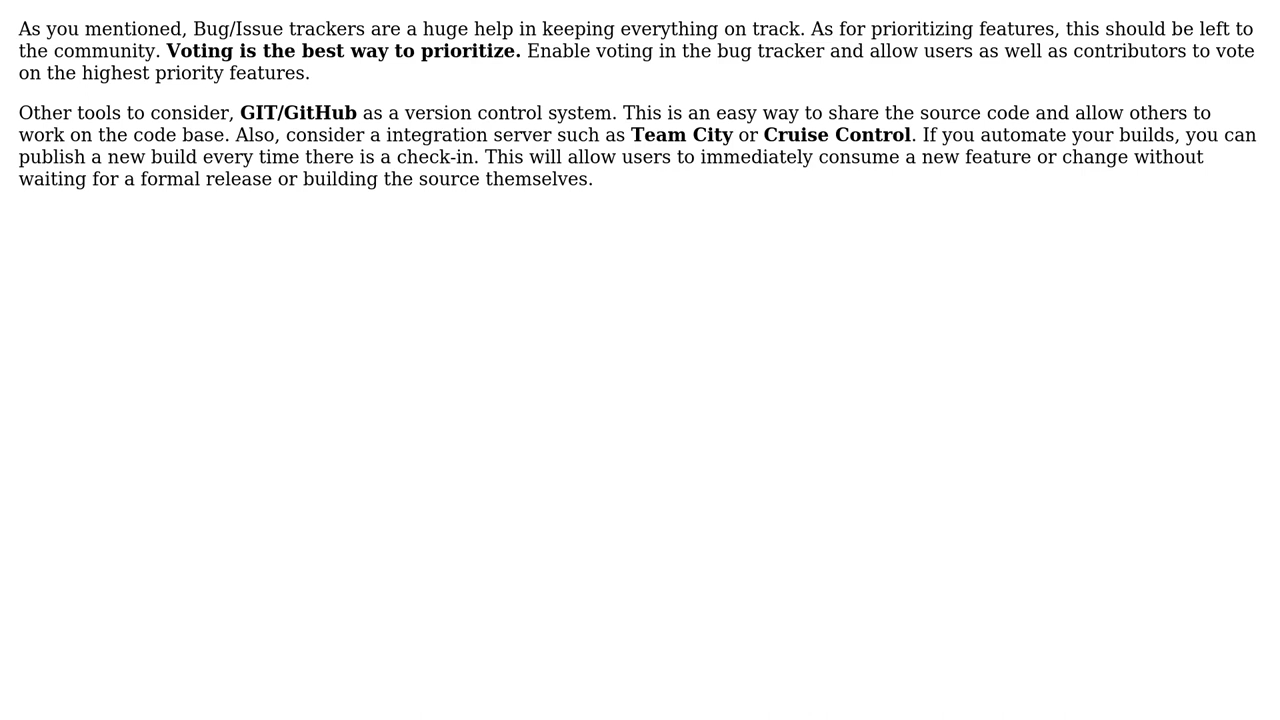 As you mentioned, Bug/Issue trackers are a huge help in keeping everything on track. As for prioritizing features, this should be left to
the community. Voting is the best way to prioritize. Enable voting in the bug tracker and allow users as well as contributors to vote
on the highest priority features.
Other tools to consider, GIT/GitHub as a version control system. This is an easy way to share the source code and allow others to
work on the code base. Also, consider a integration server such as Team City or Cruise Control. If you automate your builds, you can
publish a new build every time there is a check-in. This will allow users to immediately consume a new feature or change without
waiting for a formal release or building the source themselves.